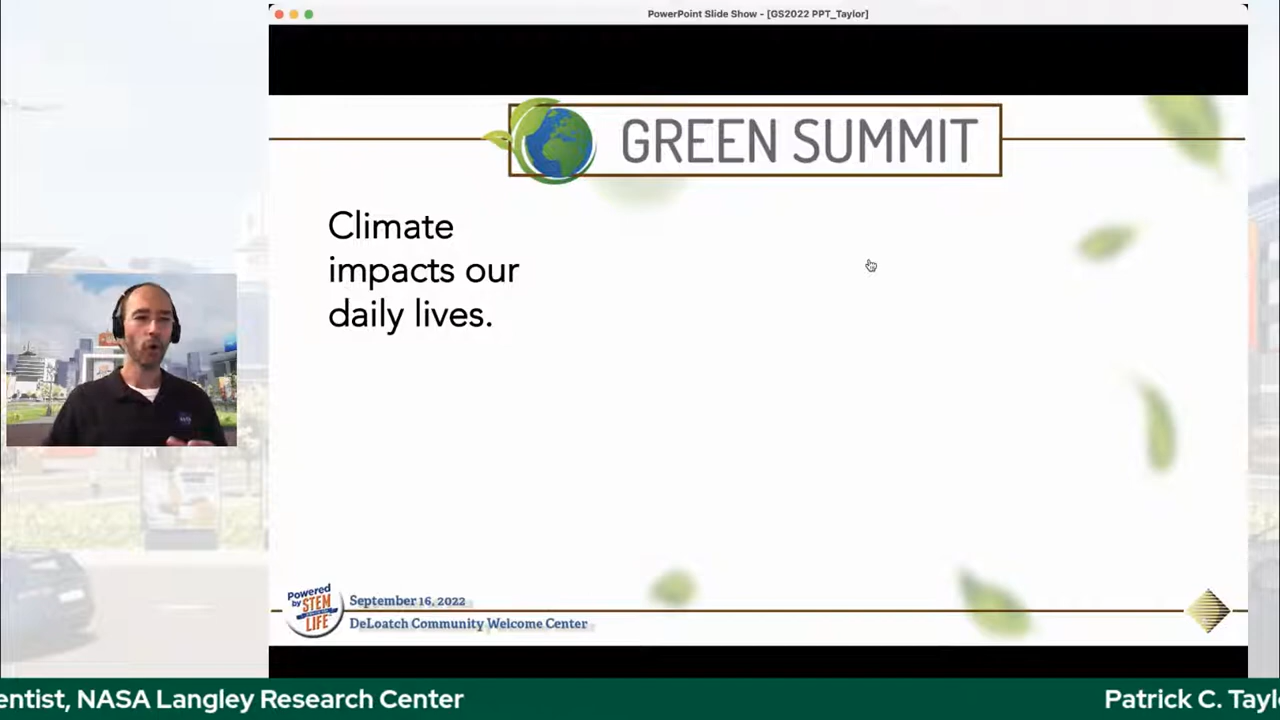 PowerPoint Slide Show - [GS2022 PPT_Taylor]
GREEN SUMMIT
Climate
impacts our
daily lives.
Powered
by STEM
LIFE
September 16, 2022
DeLoatch Community Welcome Center
entist, NASA Langley Research Center
Patrick C. Tayl